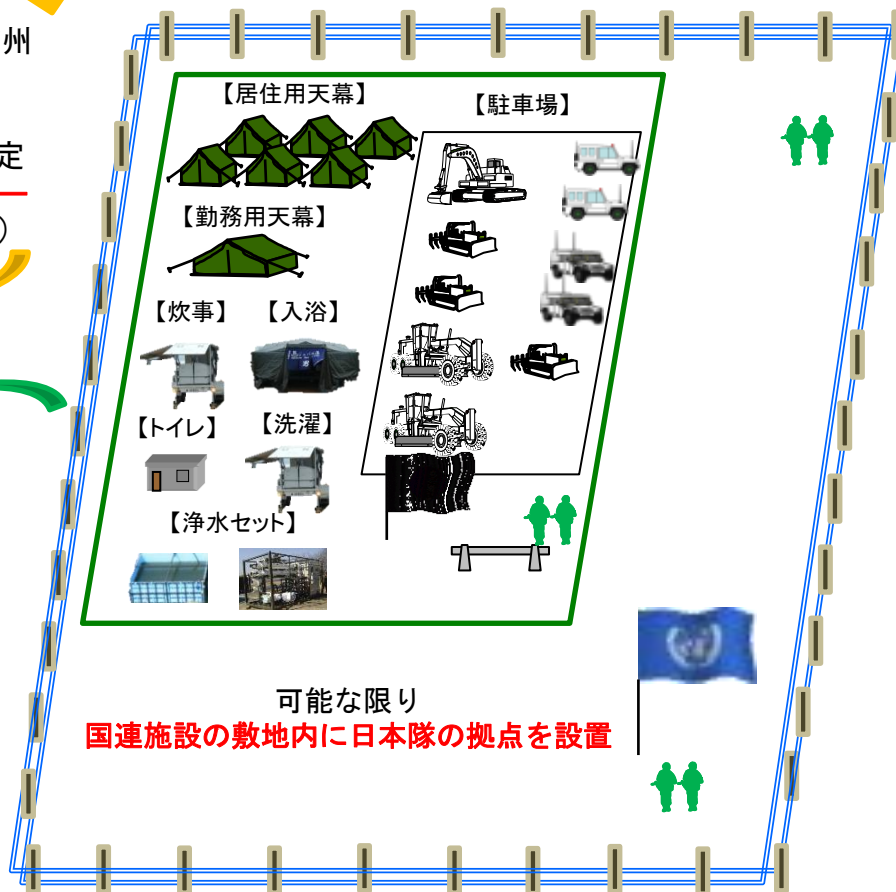 州
定
）
【居住用天幕】
【駐車場】
【勤務用天幕】
【炊事】
【入浴】
【トイレ】
【洗濯】
【浄水セット】
可能な限り
国連施設の敷地内に日本隊の拠点を設置